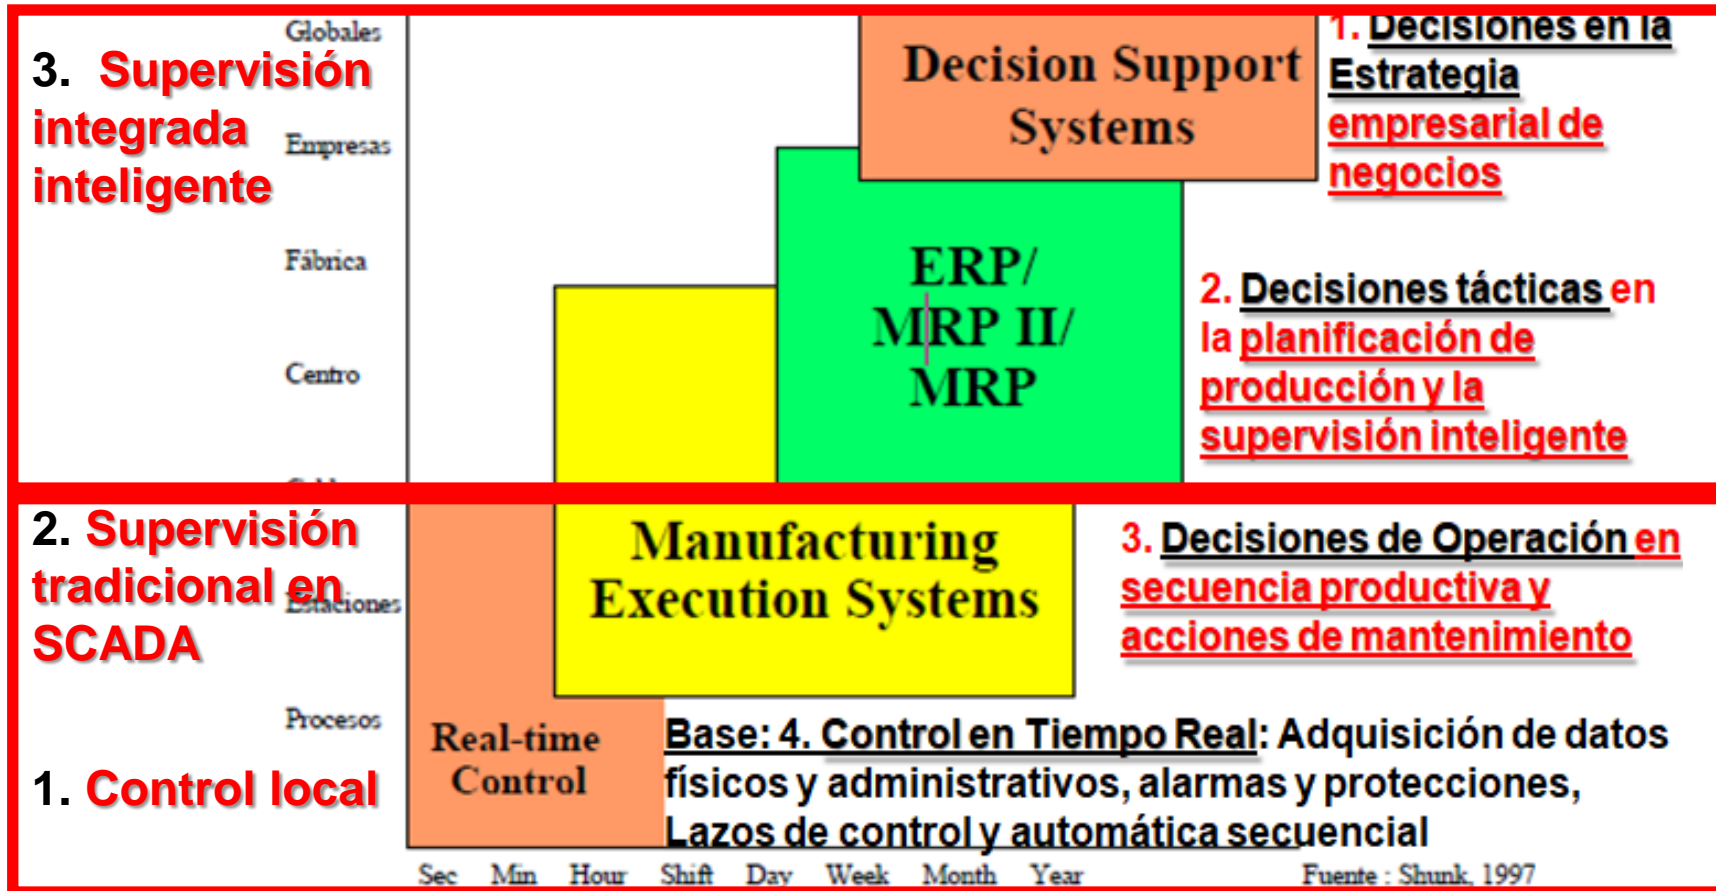 3. Supervisión
integrada
inteligente
Globales
Empresas
Fábrica
Centro
Decision Support
Systems
1. Decisiones en la
Estrategia
empresarial de
negocios
ERP/
MRP II/
MRP
2. Decisiones tácticas en
la planificación de
producción y la
supervisión inteligente
2. Supervisión
tradicional en
SCADA
Estaciones
Procesos
1. Control local
Manufacturing
Execution Systems
3. Decisiones de Operación en
secuencia productiva y
acciones de mantenimiento
Real-time
Control
Base: 4. Control en Tiempo Real: Adquisición de datos
físicos y administrativos, alarmas y protecciones,
Lazos de control y automática secuencial
Sec Min Hour Shift Day Week Month Year
Fuente : Shunk, 1997